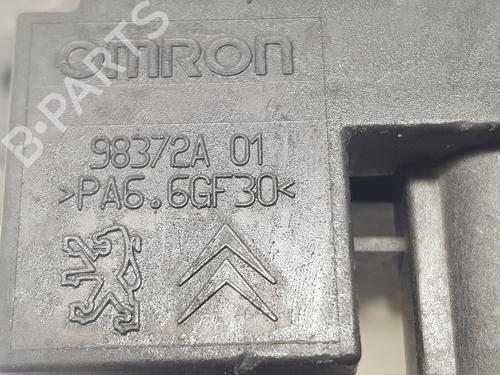 OMRON
98372A 01
>PA6.6GF30<
B-PARTS